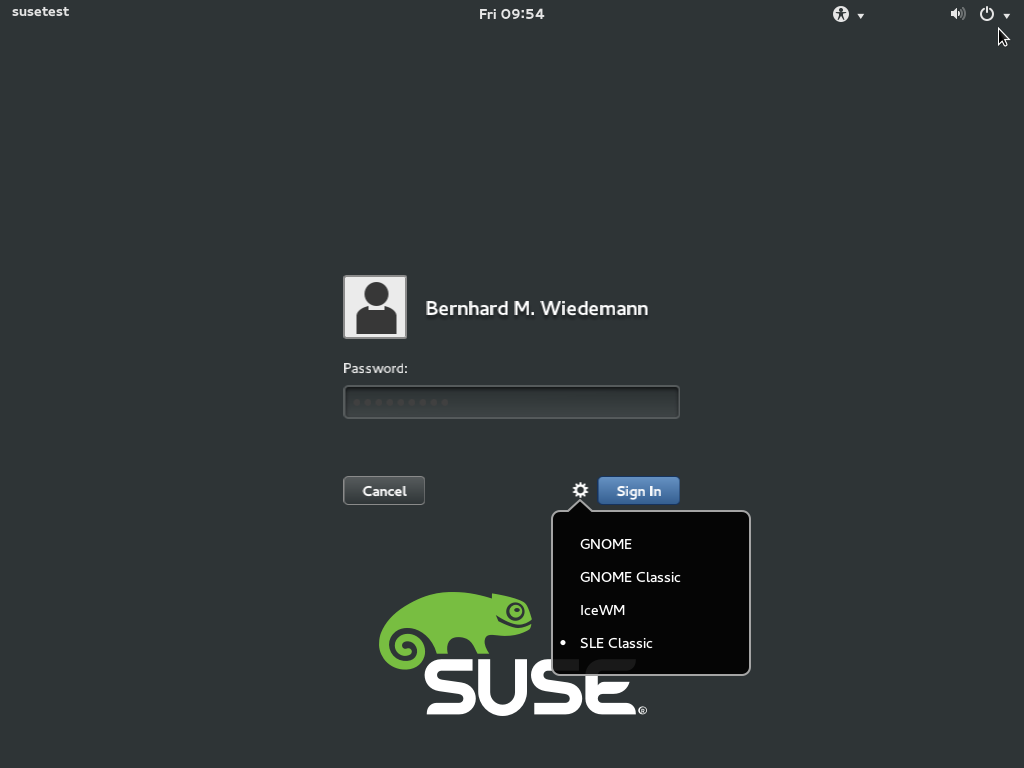 susetest
Fri 09:54
Bernhard M. Wiedemann
Password:
Cancel
Sign In
GNOME
GNOME Classic
IceWM
SLE Classic
SUSE®